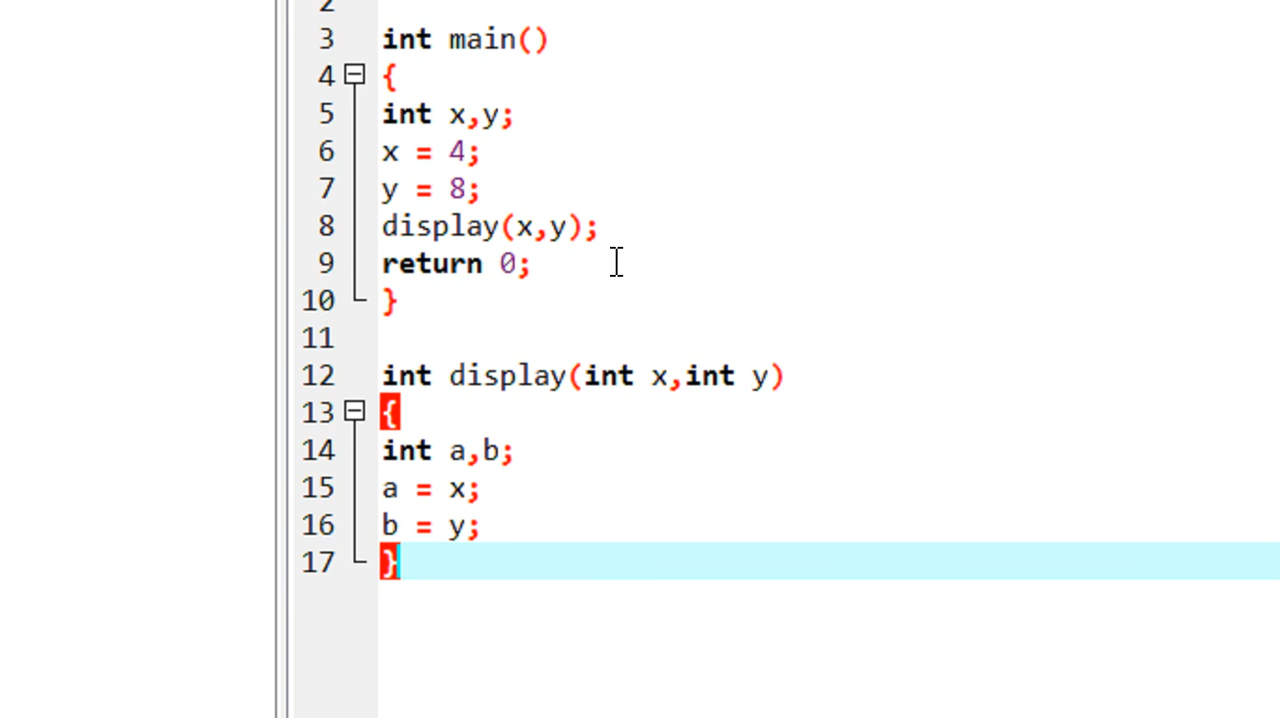 2
3 int main()
4 {
5 int x,y;
6 x = 4;
7 y = 8;
8 display(x,y);
9 return 0;
10 }
11
12 int display(int x,int y)
13 {
14 int a,b;
15 a = x;
16 b = y;
17 }